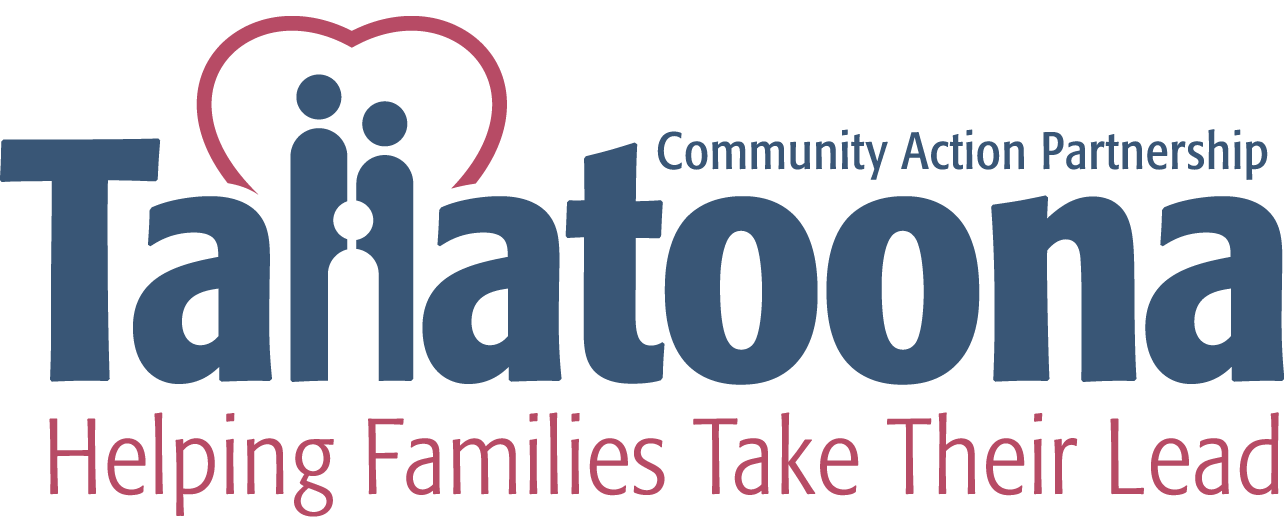 Community Action Partnership
Tallatoona
Helping Families Take Their Lead